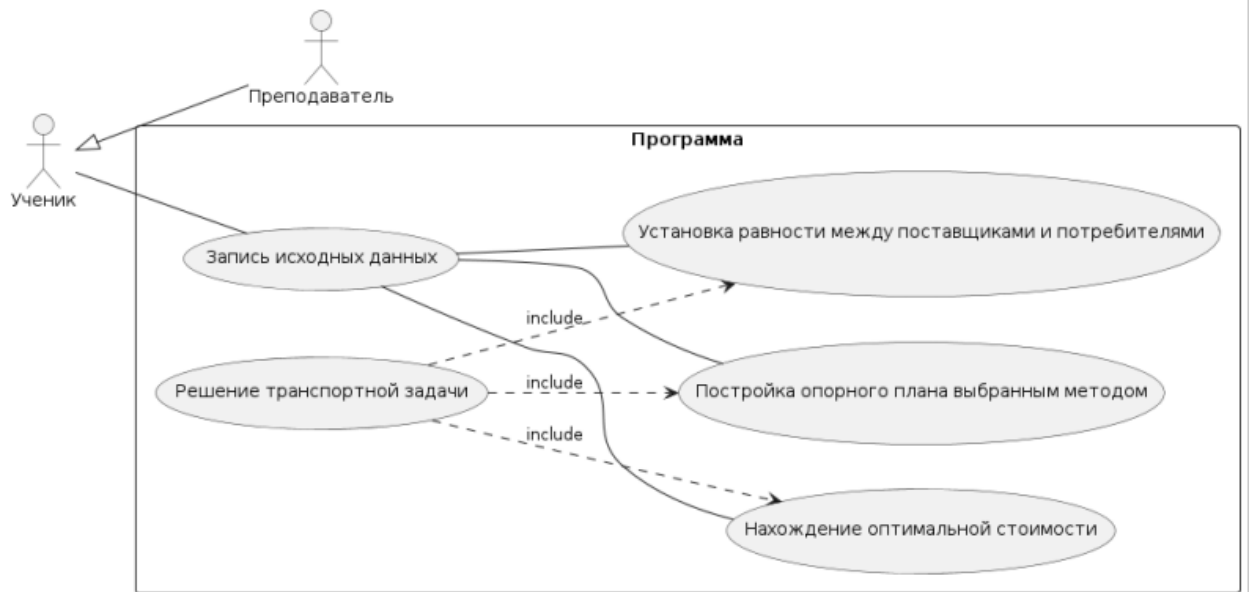 Преподаватель
Ученик
Программа
Установка равности между поставщиками и потребителями
Запись исходных данных
include
Решение транспортной задачи
include
Постройка опорного плана выбранным методом
include
Нахождение оптимальной стоимости